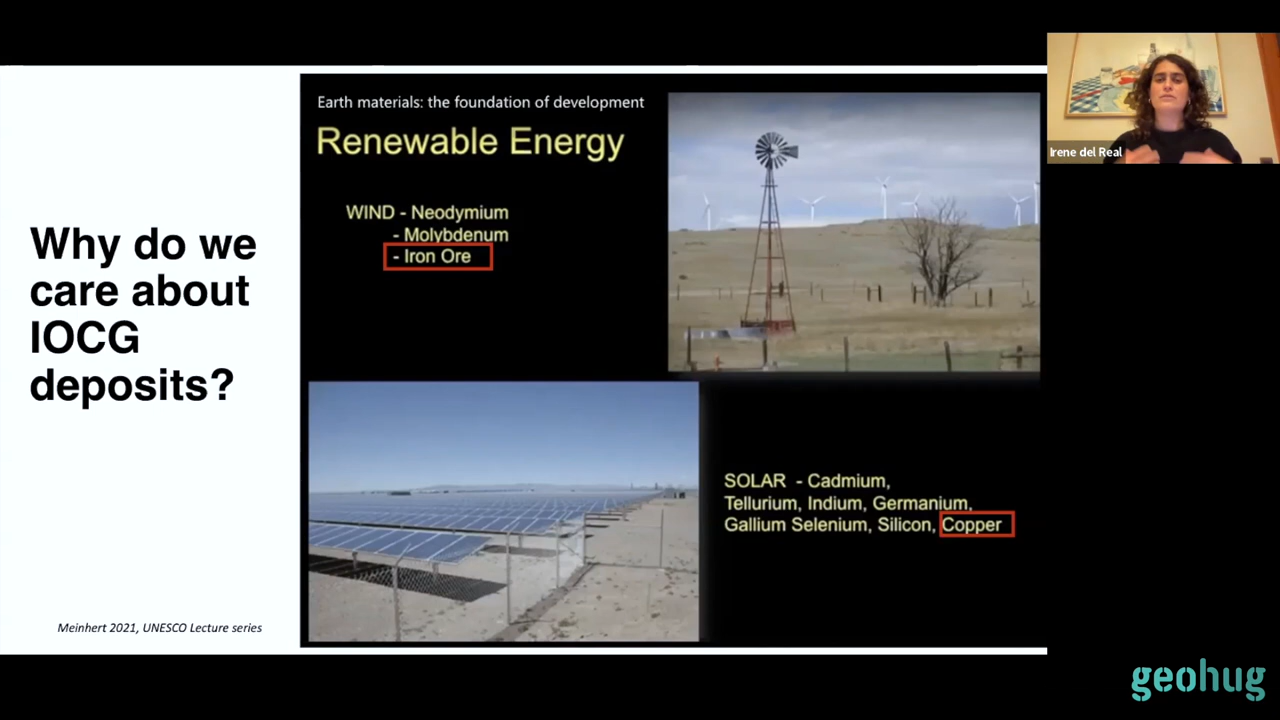 Why do we
care about
IOCG
deposits?
Meinhert 2021, UNESCO Lecture series
Earth materials: the foundation of development
Renewable Energy
WIND - Neodymium
- Molybdenum
- Iron Ore
SOLAR - Cadmium,
Tellurium, Indium, Germanium,
Gallium Selenium, Silicon, Copper
Irene del Real
geohug